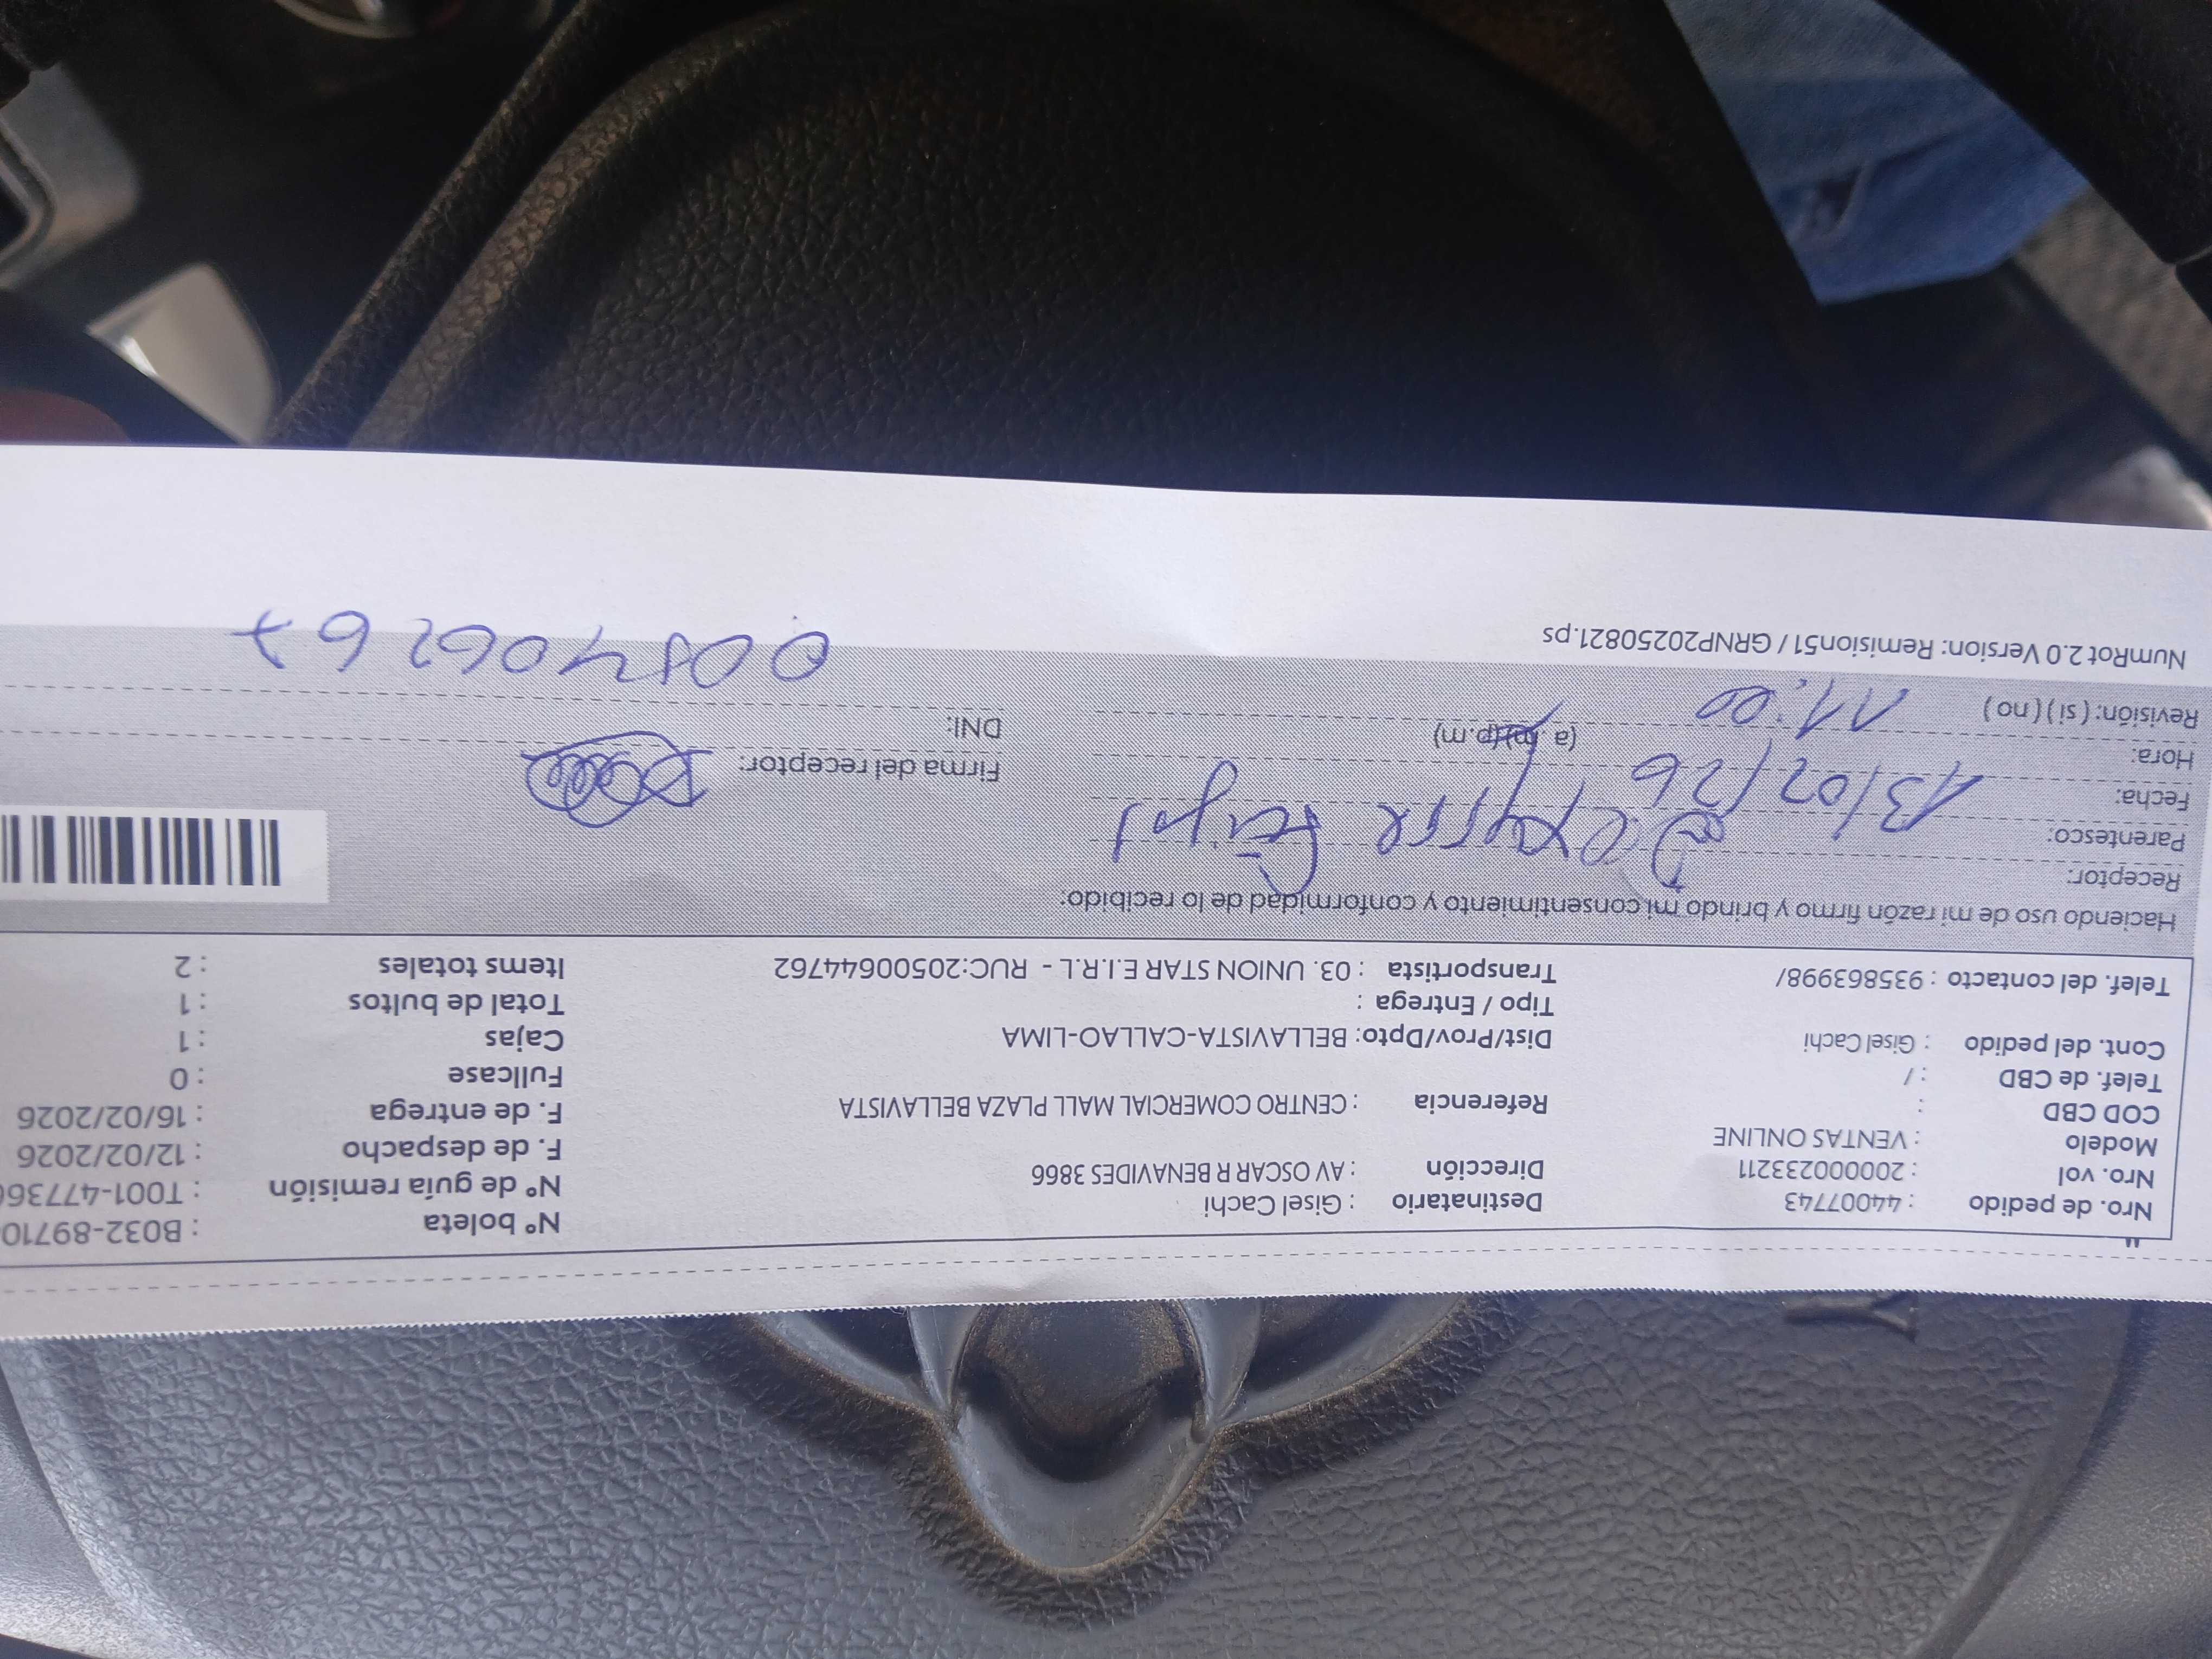 Nro. de pedido : 44007743
Nro. vol : 20000233211
Modelo : VENTAS ONLINE
COD CBD :
Telef. de CBD : /
Cont. del pedido : Gisel Cachi
Telef. del contacto : 935863998/
Destinatario : Gisel Cachi
Dirección : AV OSCAR R BENAVIDES 3866
Referencia : CENTRO COMERCIAL MALL PLAZA BELLAVISTA
Dist/Prov/Dpto: BELLAVISTA-CALLAO-LIMA
Tipo / Entrega :
Transportista : 03. UNION STAR E.I.R.L - RUC:20500644762
N° boleta : B032-89710
N° de guía remisión : T001-47736
F. de despacho : 12/02/2026
F. de entrega : 16/02/2026
Fullcase : 0
Cajas : 1
Total de bultos : 1
Items totales : 2
Haciendo uso de mi razón firmo y brindo mi consentimiento y conformidad de lo recibido:
Receptor:
Parentesco:
Fecha: 13/02/26
Hora: 11:00 (a.m)(p.m)
Revisión: ( si ) ( no )
Firma del receptor:
DNI: 005406267
NumRot 2.0 Version: Remision51 / GRNP20250821.ps